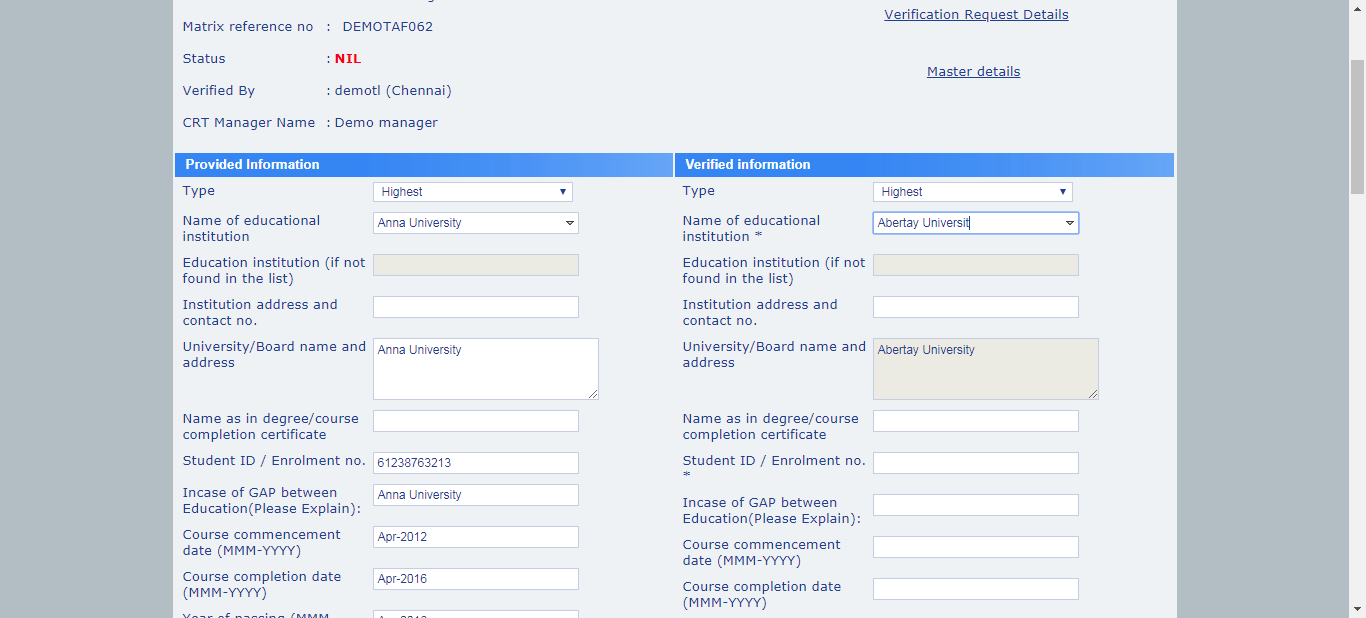 Verification Request Details
Matrix reference no : DEMOTAF062
Status : NIL
Master details
Verified By : demotl (Chennai)
CRT Manager Name : Demo manager
Provided Information
Type Highest
Name of educational Anna University
institution
Education institution (if not
found in the list)
Institution address and
contact no.
University/Board name and Anna University
address
Name as in degree/course
completion certificate
Student ID / Enrolment no. 61238763213
Incase of GAP between Anna University
Education(Please Explain):
Course commencement Apr-2012
date (MMM-YYYY)
Course completion date Apr-2016
(MMM-YYYY)
Year of passing (MMM
Verified information
Type Highest
Name of educational Abertay Universit
institution *
Education institution (if not
found in the list)
Institution address and
contact no.
University/Board name and Abertay University
address
Name as in degree/course
completion certificate
Student ID / Enrolment no.
*
Incase of GAP between
Education(Please Explain):
Course commencement
date (MMM-YYYY)
Course completion date
(MMM-YYYY)